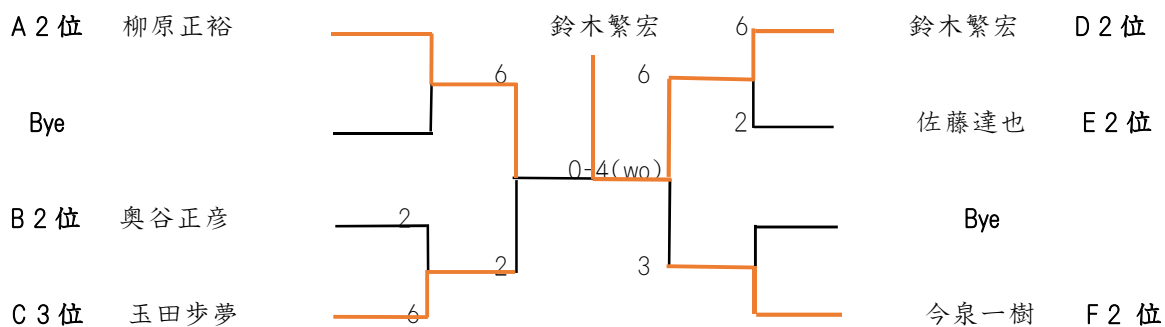 A2位 柳原正裕 鈴木繁宏 6 鈴木繁宏 D2位
6 6
Bye 2 佐藤達也 E2位
0-4(wo)
B2位 奥谷正彦 2 Bye
2 3
C3位 玉田歩夢 6 今泉一樹 F2位